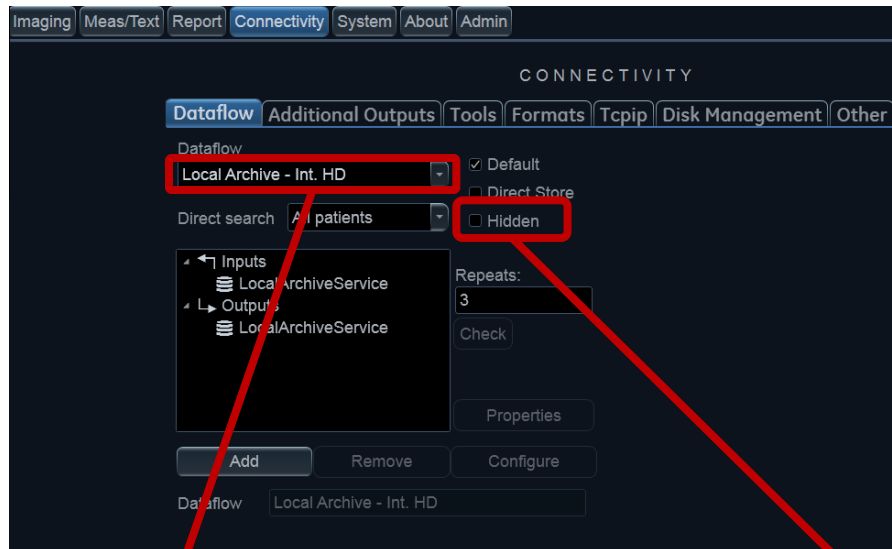 Imaging Meas/Text Report Connectivity System About Admin
CONNECTIVITY
Dataflow Additional Outputs Tools Formats Tcpip Disk Management Other
Dataflow
Local Archive - Int. HD
Default
Direct Store
Direct search All patients
Hidden
Inputs
LocalArchiveService
Outputs
LocalArchiveService
Repeats:
3
Check
Properties
Add Remove Configure
Dataflow Local Archive - Int. HD